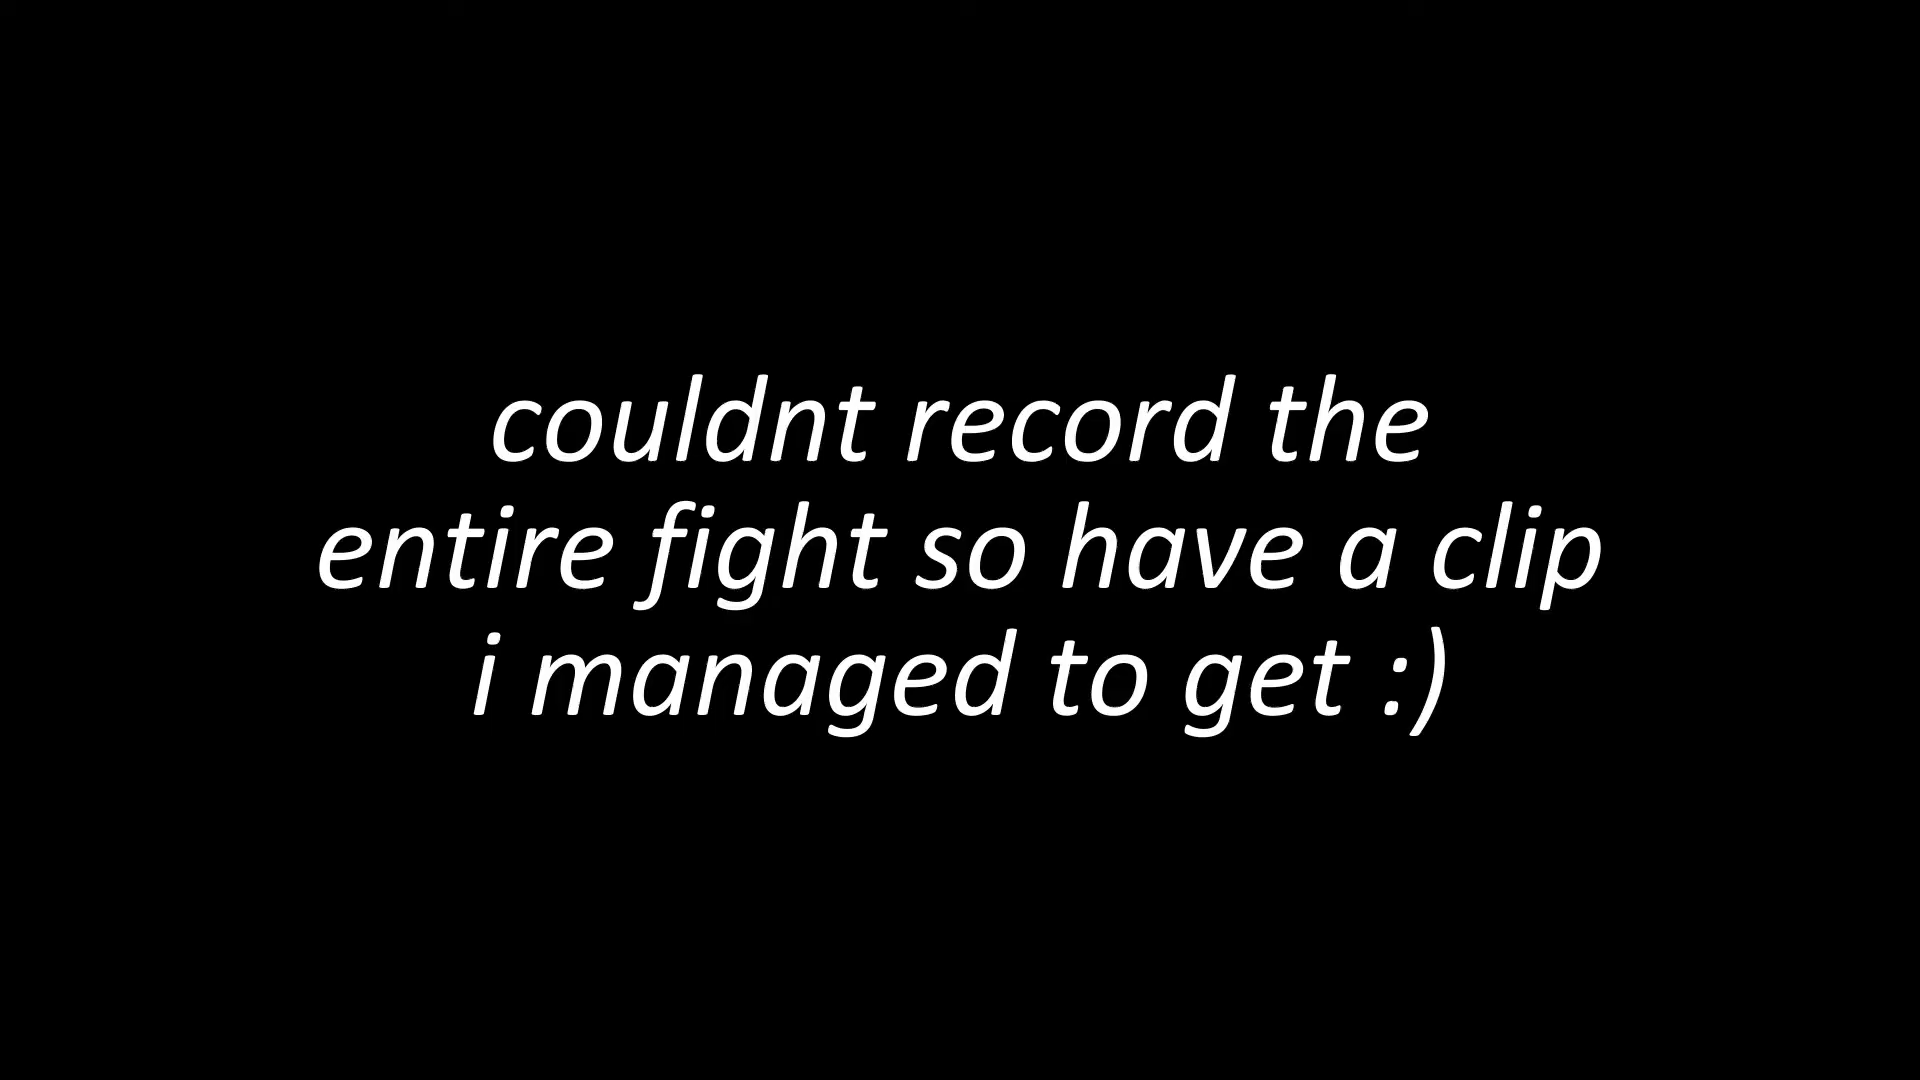 couldnt record the
entire fight so have a clip
i managed to get :)